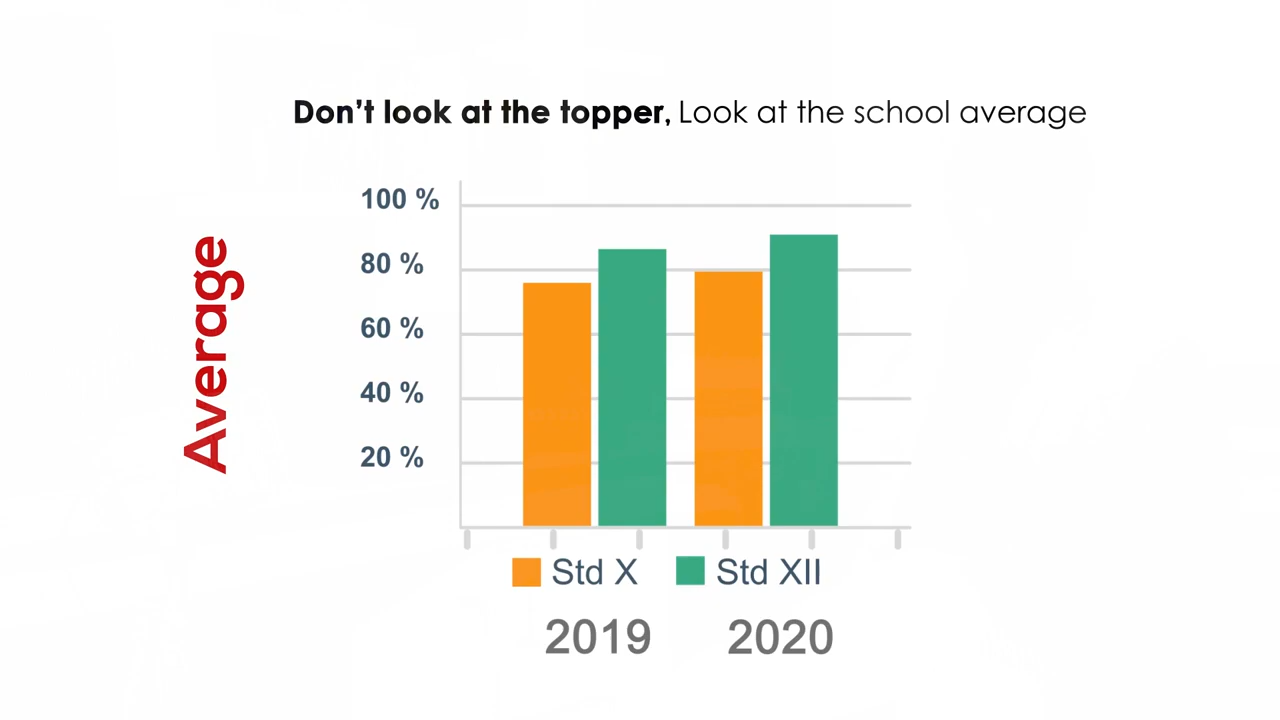 Don't look at the topper, Look at the school average
Average
100 %
80 %
60 %
40 %
20 %
Std X
Std XII
2019
2020